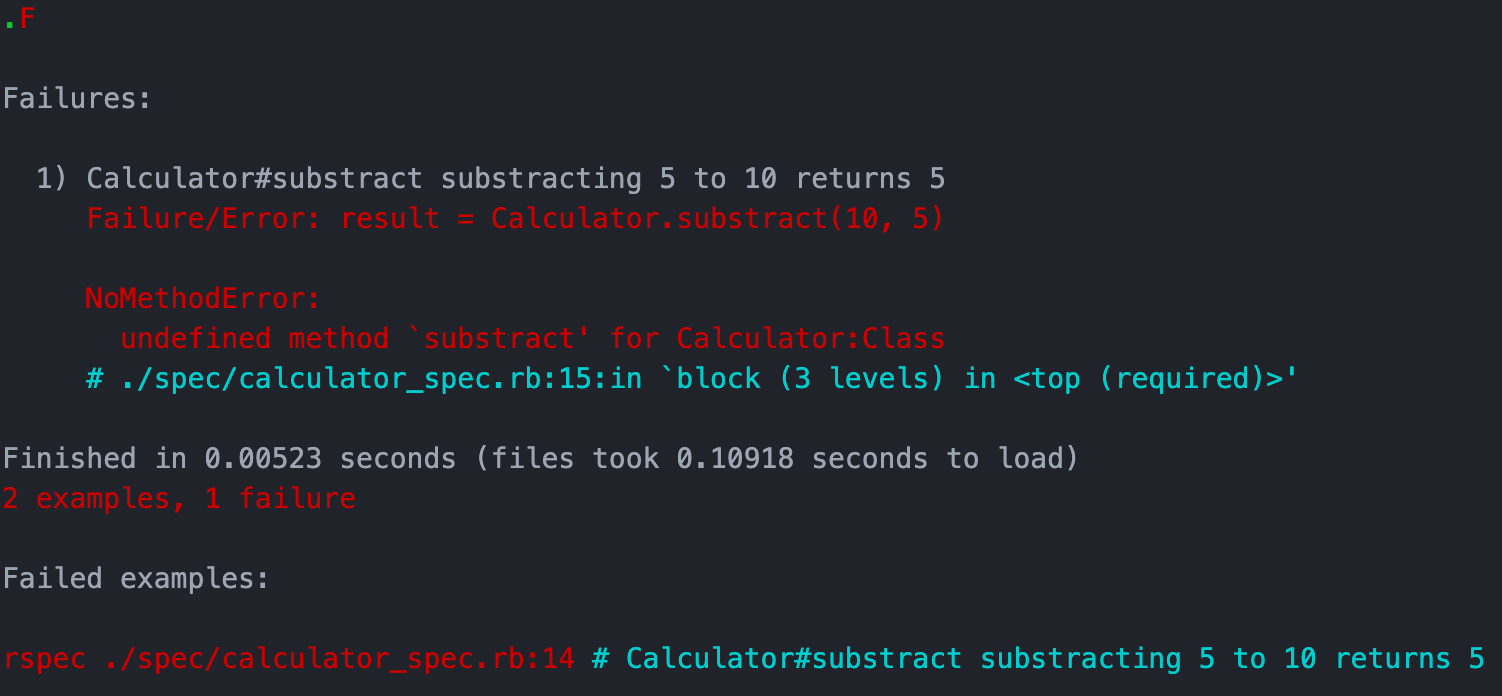 .F
Failures:
1) Calculator#substract substracting 5 to 10 returns 5
Failure/Error: result = Calculator.substract(10, 5)
NoMethodError:
undefined method `substract' for Calculator:Class
# ./spec/calculator_spec.rb:15:in `block (3 levels) in <top (required)>'
Finished in 0.00523 seconds (files took 0.10918 seconds to load)
2 examples, 1 failure
Failed examples:
rspec ./spec/calculator_spec.rb:14 # Calculator#substract substracting 5 to 10 returns 5